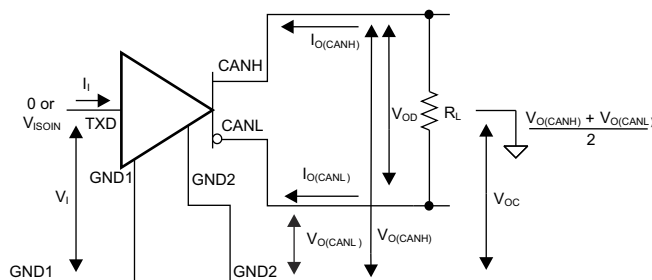 I_O(CANH)
CANH
I_I
0 or
V_ISOIN
TXD
CANL
V_OD
R_L
V_O(CANH) + V_O(CANL)
2
GND1
GND2
I_O(CANL)
V_I
V_OC
V_O(CANL)
V_O(CANH)
GND1
GND2